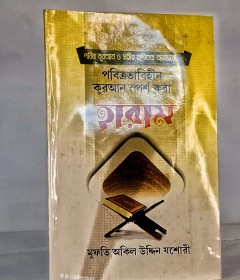 পবিত্র কুরআন ও সহীহ হাদিসের আলোকে
পবিত্রতাবিহীন
কুরআন স্পর্শ করা
হারাম
মুফতি অকিল উদ্দিন যশোরী